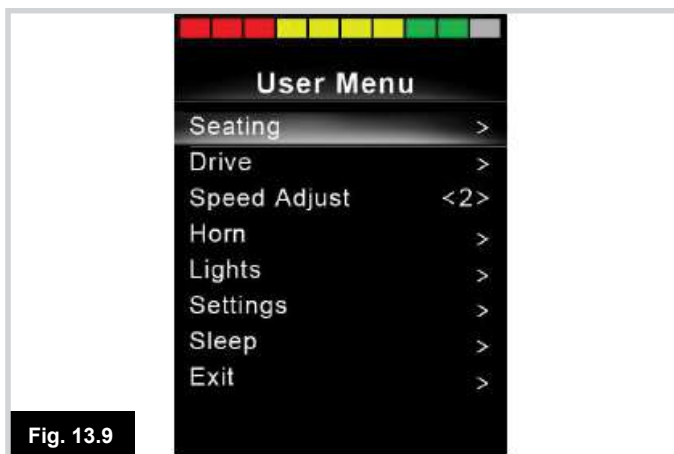 User Menu
Seating >
Drive >
Speed Adjust <2>
Horn >
Lights >
Settings >
Sleep >
Exit >
Fig. 13.9